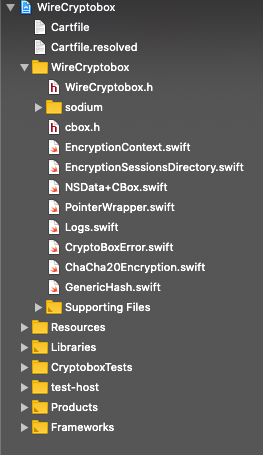 WireCryptobox
Cartfile
Cartfile.resolved
WireCryptobox
WireCryptobox.h
sodium
cbox.h
EncryptionContext.swift
EncryptionSessionsDirectory.swift
NSData+CBox.swift
PointerWrapper.swift
Logs.swift
CryptoBoxError.swift
ChaCha20Encryption.swift
GenericHash.swift
Supporting Files
Resources
Libraries
CryptoboxTests
test-host
Products
Frameworks